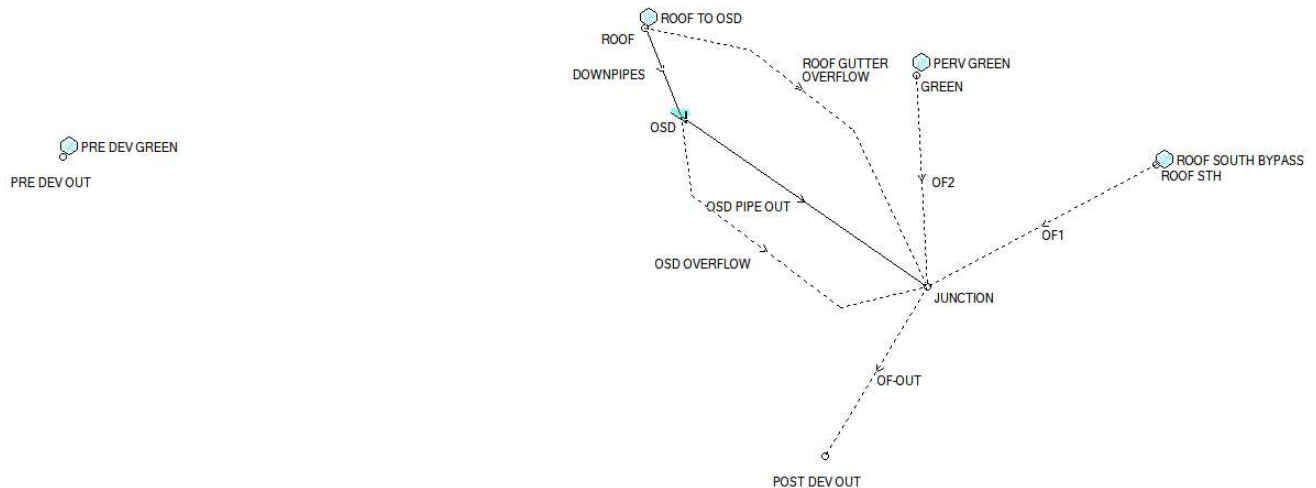 ROOF TO OSD
ROOF
DOWNPIPES
ROOF GUTTER
OVERFLOW
PERV GREEN
GREEN
OSD
PRE DEV GREEN
PRE DEV OUT
ROOF SOUTH BYPASS
ROOF STH
OF2
OSD PIPE OUT
OF1
OSD OVERFLOW
JUNCTION
OF-OUT
POST DEV OUT